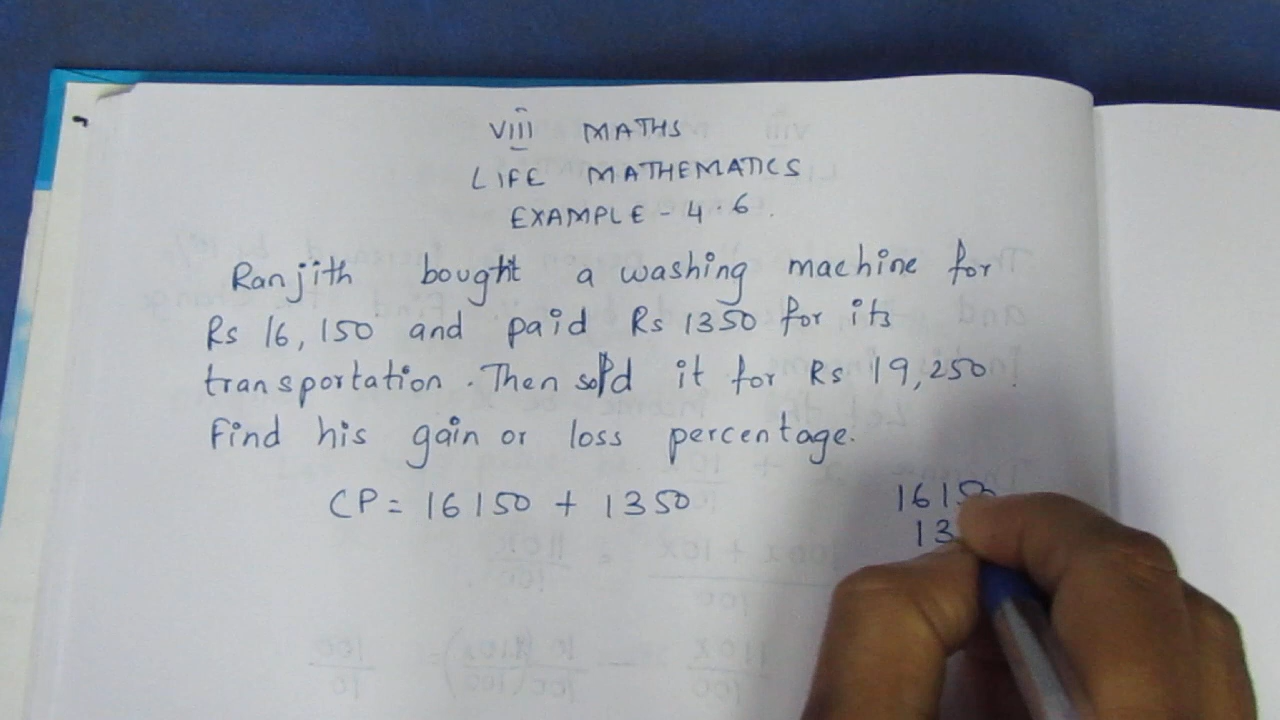 viii MATHS
LIFE MATHEMATICS
EXAMPLE - 4.6.
Ranjith bought a washing machine for
Rs 16,150 and paid Rs 1350 for its
transportation. Then sold it for Rs 19,250.
Find his gain or loss percentage.
CP = 16150 + 1350
16150
13